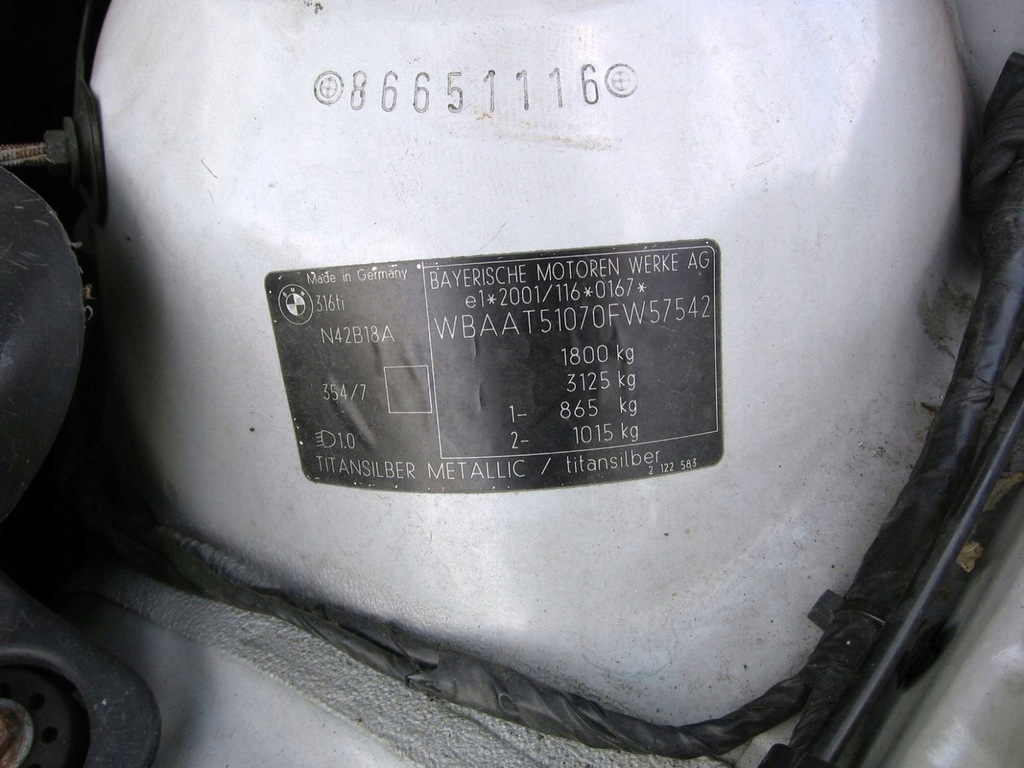 86651116
Made in Germany
316ti
N42B18A
354/7
1.0
BAYERISCHE MOTOREN WERKE AG
e1*2001/116*0167*
WBAAT51070FW57542
1800 kg
3125 kg
1- 865 kg
2- 1015 kg
TITANSILBER METALLIC / titansilber
2 122 583